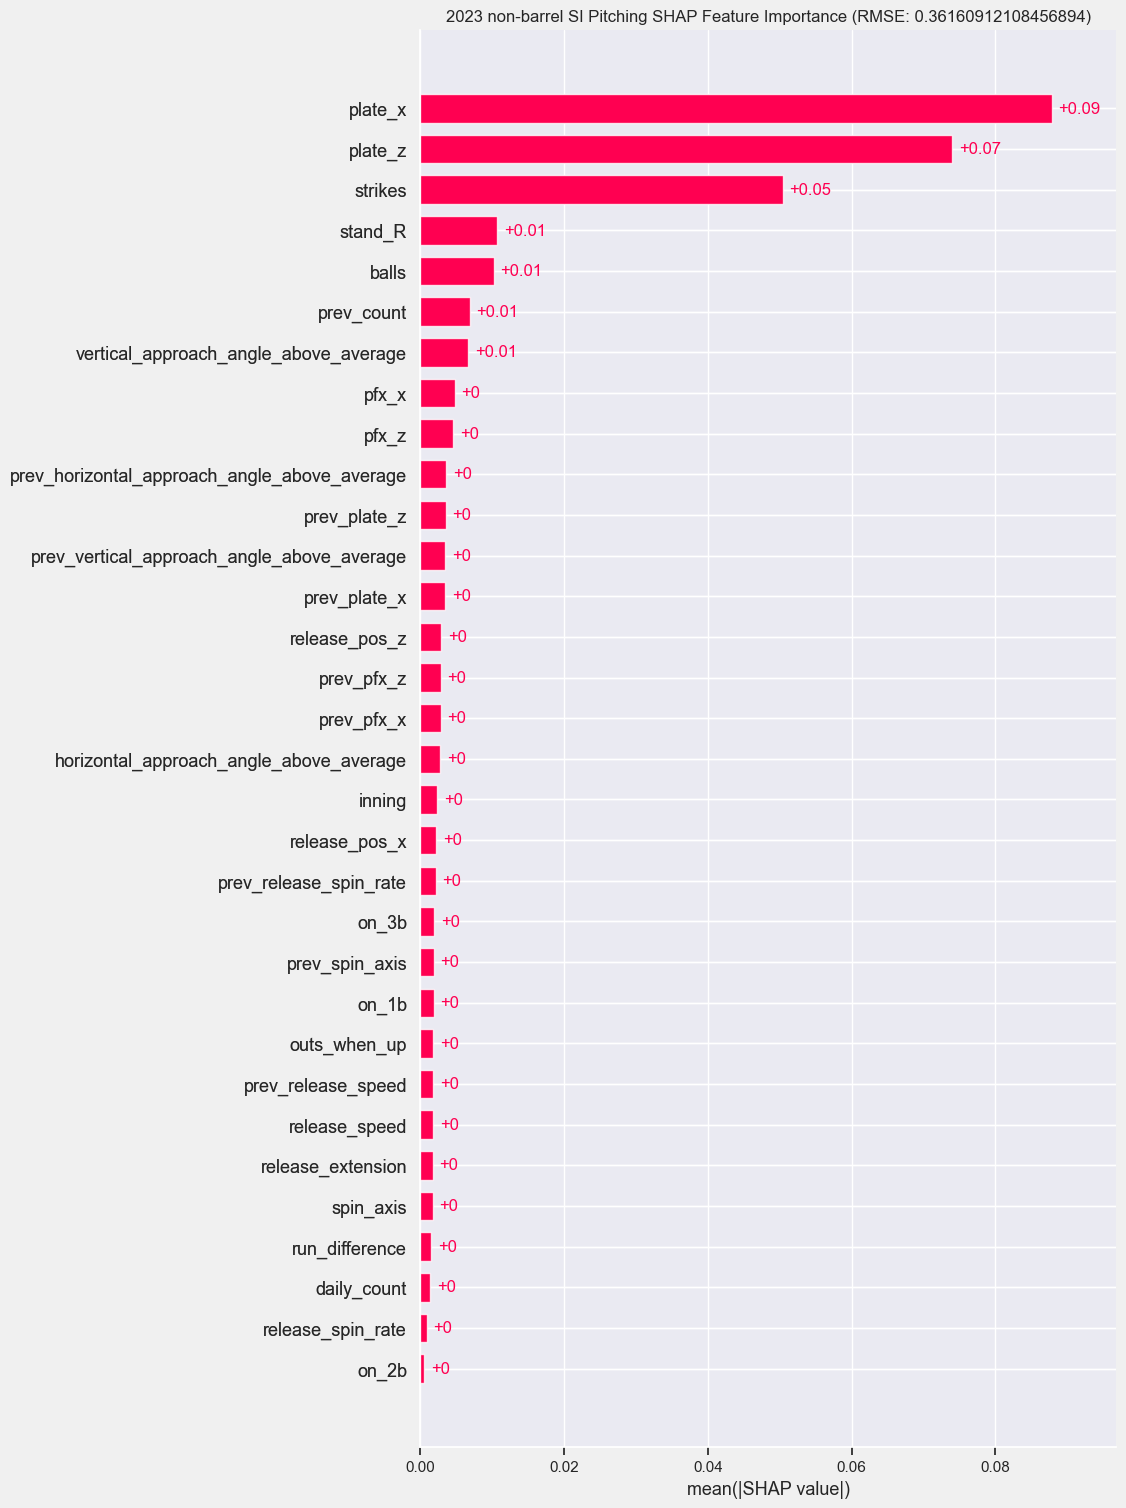 2023 non-barrel SI Pitching SHAP Feature Importance (RMSE: 0.36160912108456894)
plate_x +0.09
plate_z +0.07
strikes +0.05
stand_R +0.01
balls +0.01
prev_count +0.01
vertical_approach_angle_above_average +0.01
pfx_x +0
pfx_z +0
prev_horizontal_approach_angle_above_average +0
prev_plate_z +0
prev_vertical_approach_angle_above_average +0
prev_plate_x +0
release_pos_z +0
prev_pfx_z +0
prev_pfx_x +0
horizontal_approach_angle_above_average +0
inning +0
release_pos_x +0
prev_release_spin_rate +0
on_3b +0
prev_spin_axis +0
on_1b +0
outs_when_up +0
prev_release_speed +0
release_speed +0
release_extension +0
spin_axis +0
run_difference +0
daily_count +0
release_spin_rate +0
on_2b +0
0.00 0.02 0.04 0.06 0.08
mean(|SHAP value|)